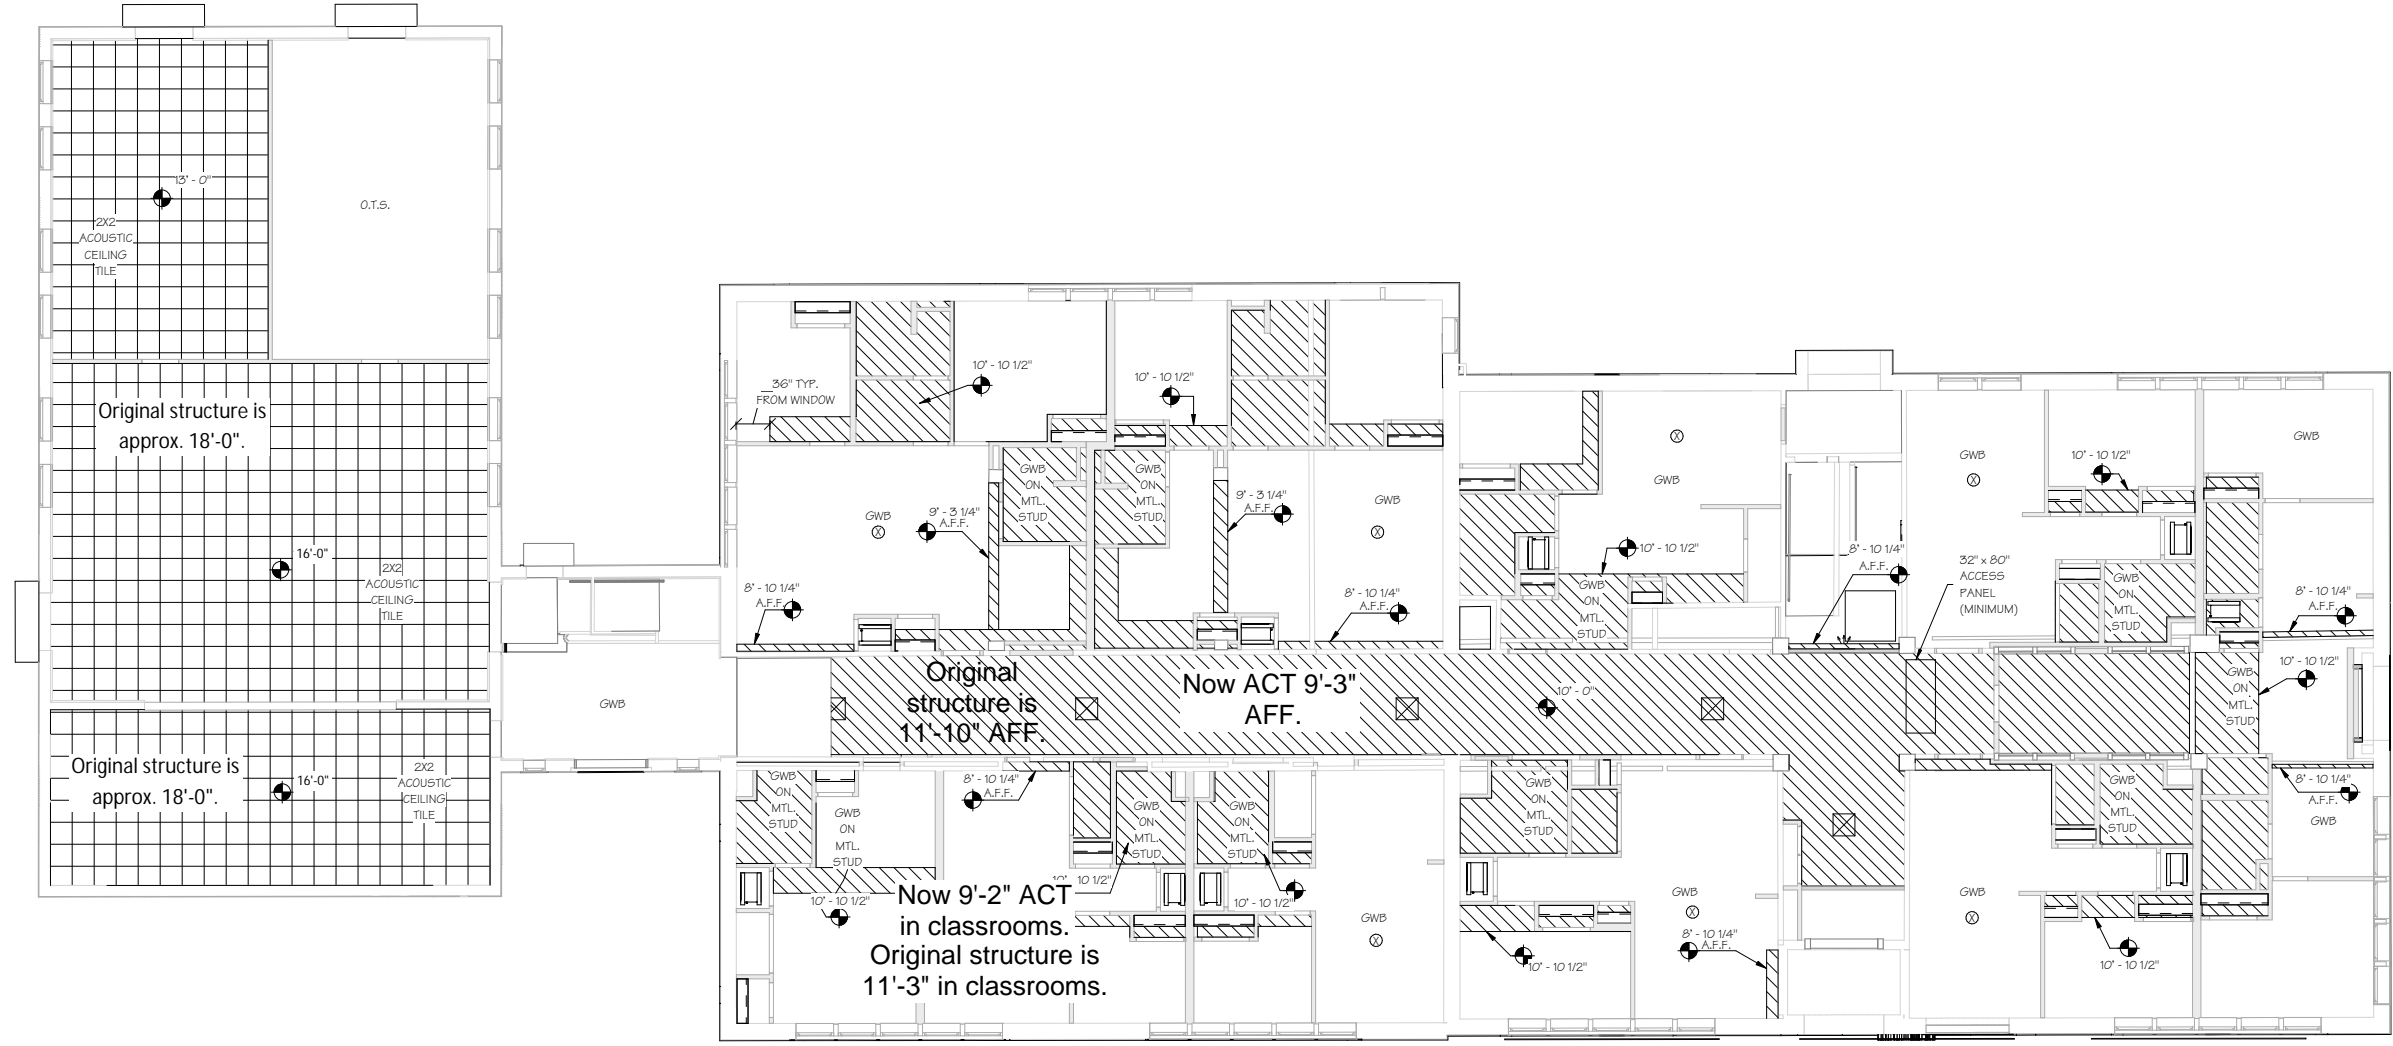 13' - 0"
2X2
ACOUSTIC
CEILING
TILE
O.T.S.
Original structure is
approx. 18'-0".
16'-0"
2X2
ACOUSTIC
CEILING
TILE
Original structure is
approx. 18'-0".
16'-0"
2X2
ACOUSTIC
CEILING
TILE
GWB
36" TYP.
FROM WINDOW
10' - 10 1/2"
10' - 10 1/2"
GWB
9' - 3 1/4"
A.F.F.
GWB
ON
MTL.
STUD
GWB
ON
MTL.
STUD
9' - 3 1/4"
A.F.F.
GWB
8' - 10 1/4"
A.F.F.
8' - 10 1/4"
A.F.F.
GWB
10' - 10 1/2"
GWB
ON
MTL.
STUD
8' - 10 1/4"
A.F.F.
GWB
10' - 10 1/2"
32" x 80"
ACCESS
PANEL
(MINIMUM)
GWB
ON
MTL.
STUD
GWB
8' - 10 1/4"
A.F.F.
Original
structure is
11'-10" AFF.
Now ACT 9'-3"
AFF.
10' - 0"
GWB
ON
MTL.
STUD
10' - 10 1/2"
GWB
ON
MTL.
STUD
GWB
ON
MTL.
STUD
10' - 10 1/2"
8' - 10 1/4"
A.F.F.
GWB
ON
MTL.
STUD
10' - 10 1/2"
GWB
ON
MTL.
STUD
10' - 10 1/2"
Now 9'-2" ACT
in classrooms.
Original structure is
11'-3" in classrooms.
GWB
GWB
ON
MTL.
STUD
10' - 10 1/2"
GWB
8' - 10 1/4"
A.F.F.
GWB
GWB
ON
MTL.
STUD
10' - 10 1/2"
8' - 10 1/4"
A.F.F.
GWB